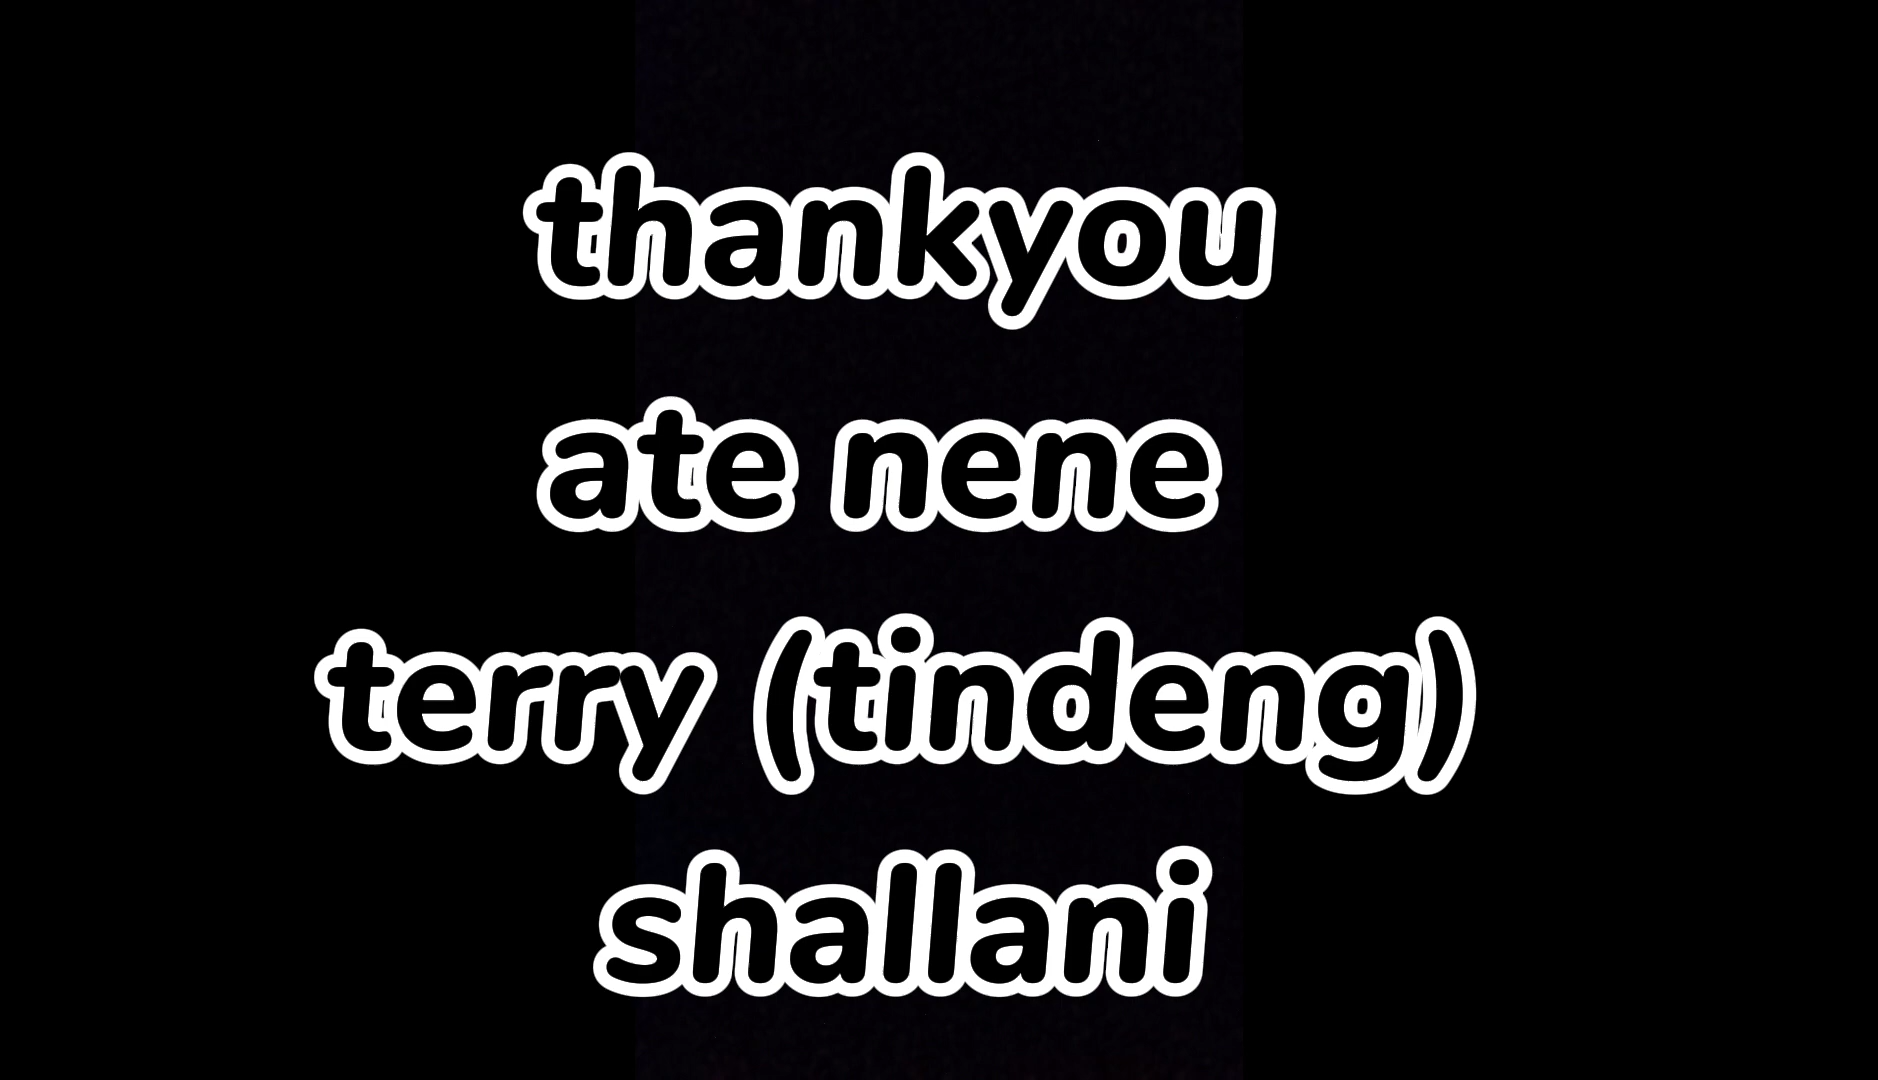 thankyou
ate nene
terry (tindeng)
shallani